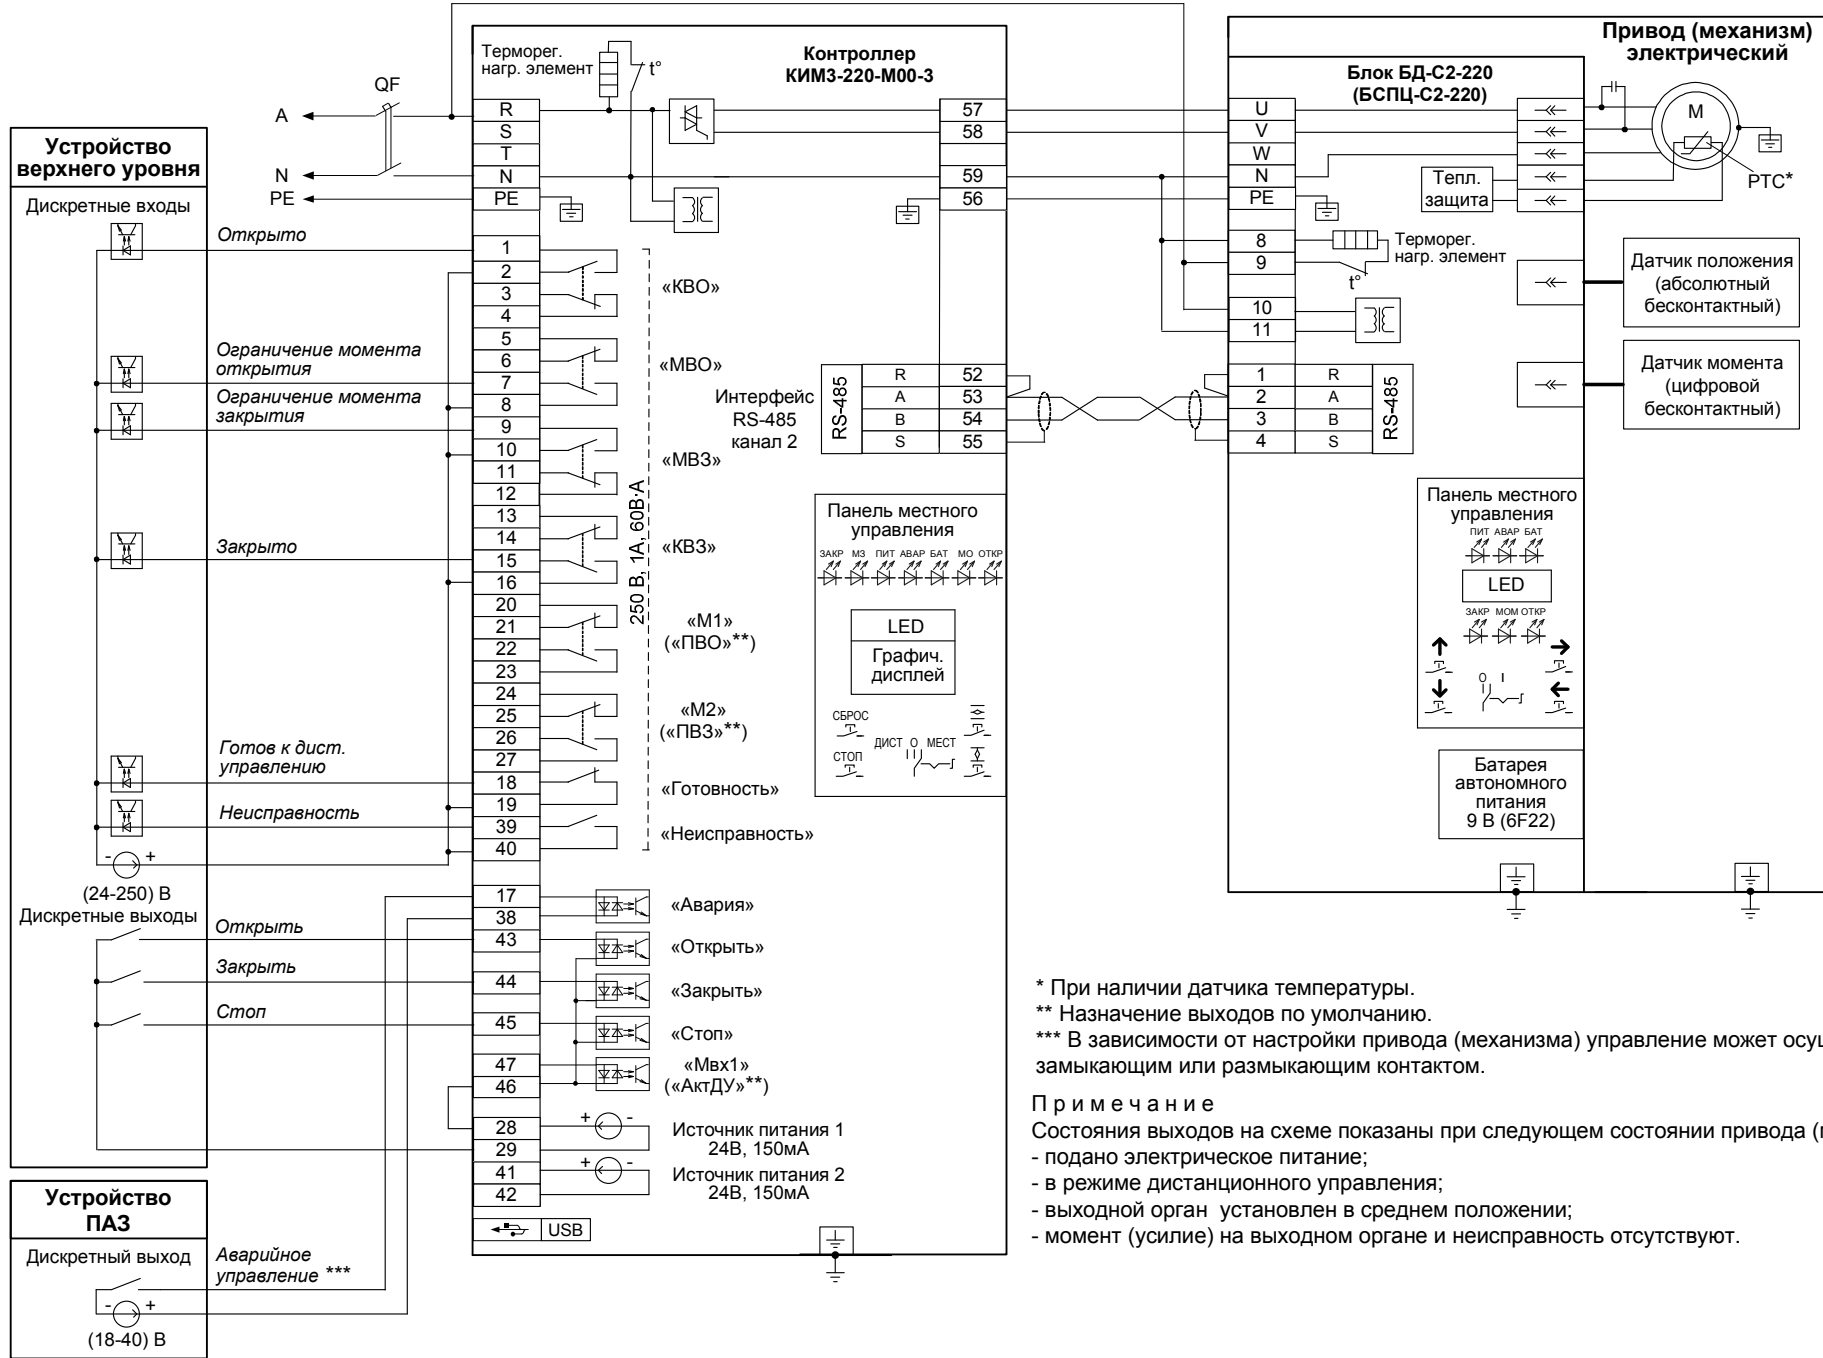 Устройство
верхнего уровня
Дискретные входы
Открыто
Ограничение момента
открытия
Ограничение момента
закрытия
Закрыто
Готов к дист.
управлению
Неисправность
- +
(24-250) В
Дискретные выходы
Открыть
Закрыть
Стоп
Устройство
ПАЗ
Дискретный выход
Аварийное
управление ***
- +
(18-40) В
QF
A
N
PE
Контроллер
КИМ3-220-М00-3
Терморег.
нагр. элемент
t°
R
S
T
N
PE
57
58
59
56
1
2
3
4
5
6
7
8
9
10
11
12
13
14
15
16
20
21
22
23
24
25
26
27
18
19
39
40
17
38
43
44
45
47
46
28
29
41
42
USB
«КВО»
«МВО»
«МВЗ»
«КВЗ»
«М1»
(«ПВО»**)
«М2»
(«ПВЗ»**)
«Готовность»
«Неисправность»
250 В, 1А, 60В·А
«Авария»
«Открыть»
«Закрыть»
«Стоп»
«Мвх1»
(«АктДУ»**)
+ -
Источник питания 1
24В, 150мА
+ -
Источник питания 2
24В, 150мА
Интерфейс
RS-485
канал 2
RS-485
R 52
A 53
B 54
S 55
Панель местного
управления
ЗАКР МЗ ПИТ АВАР БАТ МО ОТКР
LED
Графич.
дисплей
СБРОС
СТОП
ДИСТ О МЕСТ
Привод (механизм)
электрический
Блок БД-С2-220
(БСПЦ-С2-220)
U
V
W
N
PE
8
9
10
11
Терморег.
нагр. элемент
t°
Тепл.
защита
M
PTC*
1 R
2 A
3 B
4 S
RS-485
Датчик положения
(абсолютный
бесконтактный)
Датчик момента
(цифровой
бесконтактный)
Панель местного
управления
ПИТ АВАР БАТ
LED
ЗАКР МОМ ОТКР
О I
Батарея
автономного
питания
9 В (6F22)
* При наличии датчика температуры.
** Назначение выходов по умолчанию.
*** В зависимости от настройки привода (механизма) управление может осу
замыкающим или размыкающим контактом.
П р и м е ч а н и е
Состояния выходов на схеме показаны при следующем состоянии привода (
- подано электрическое питание;
- в режиме дистанционного управления;
- выходной орган установлен в среднем положении;
- момент (усилие) на выходном органе и неисправность отсутствуют.